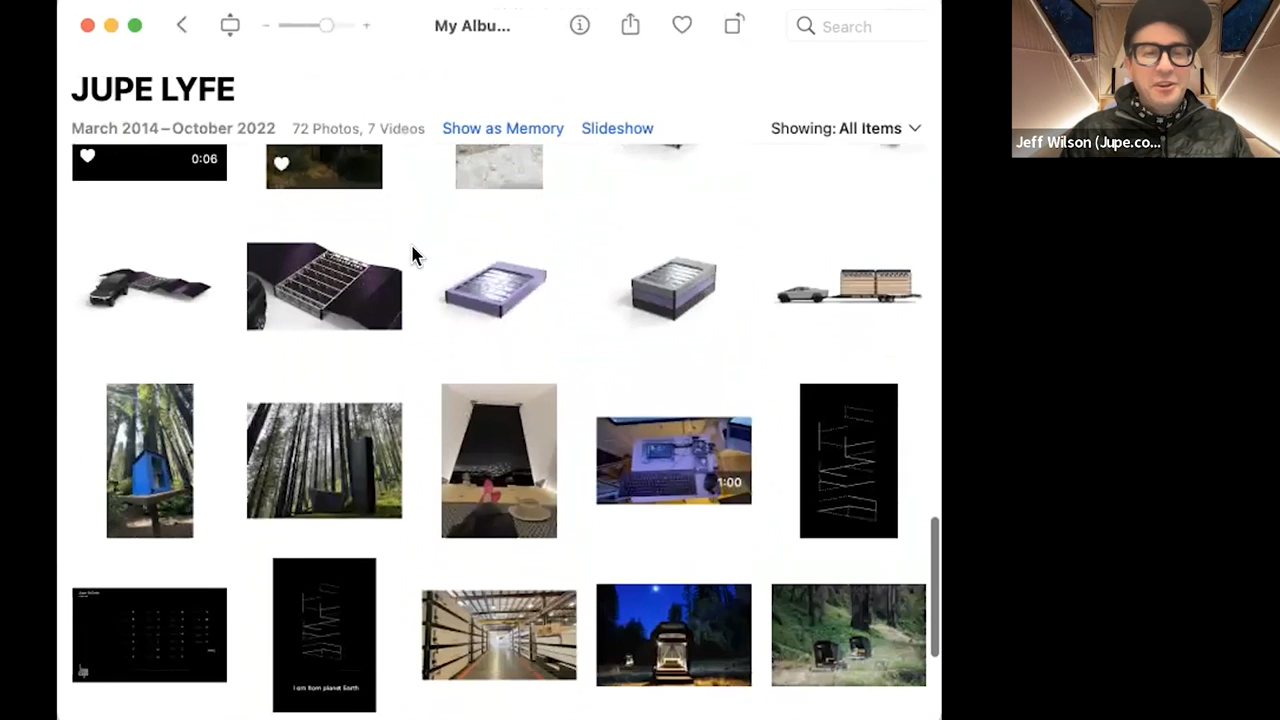 My Albu...
Search
JUPE LYFE
March 2014–October 2022 72 Photos, 7 Videos Show as Memory Slideshow Showing: All Items
Jeff Wilson (Jupe.co...
0:06
1:00
I am from planet Earth